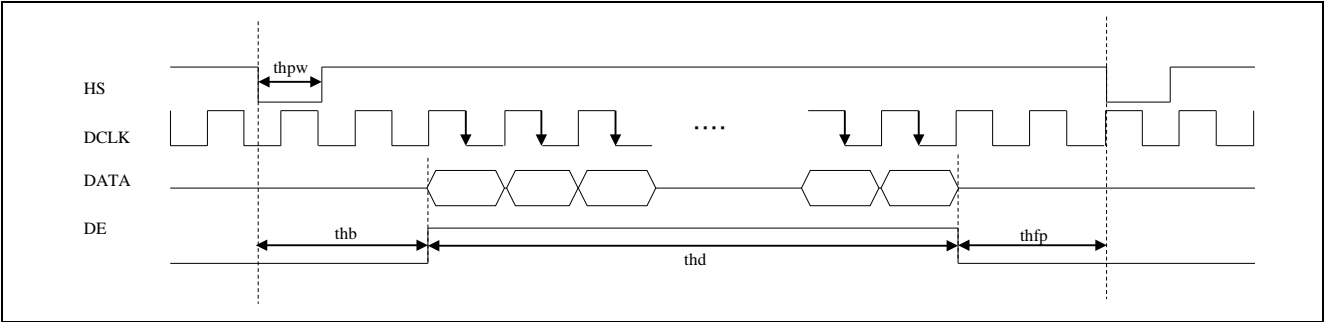 thpw
HS
DCLK
....
DATA
DE
thb
thfp
thd